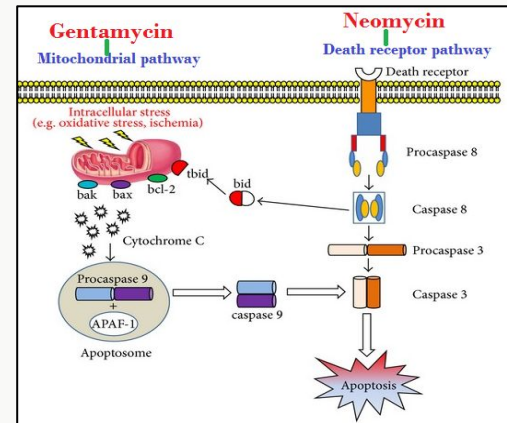 Gentamycin
Mitochondrial pathway
Neomycin
Death receptor pathway
Death receptor
Intracellular stress
(e.g. oxidative stress, ischemia)
Procaspase 8
tbid
bid
bak
bax
bcl-2
Caspase 8
Cytochrome C
Procaspase 3
Procaspase 9
+
APAF-1
Apoptosome
caspase 9
Caspase 3
Apoptosis